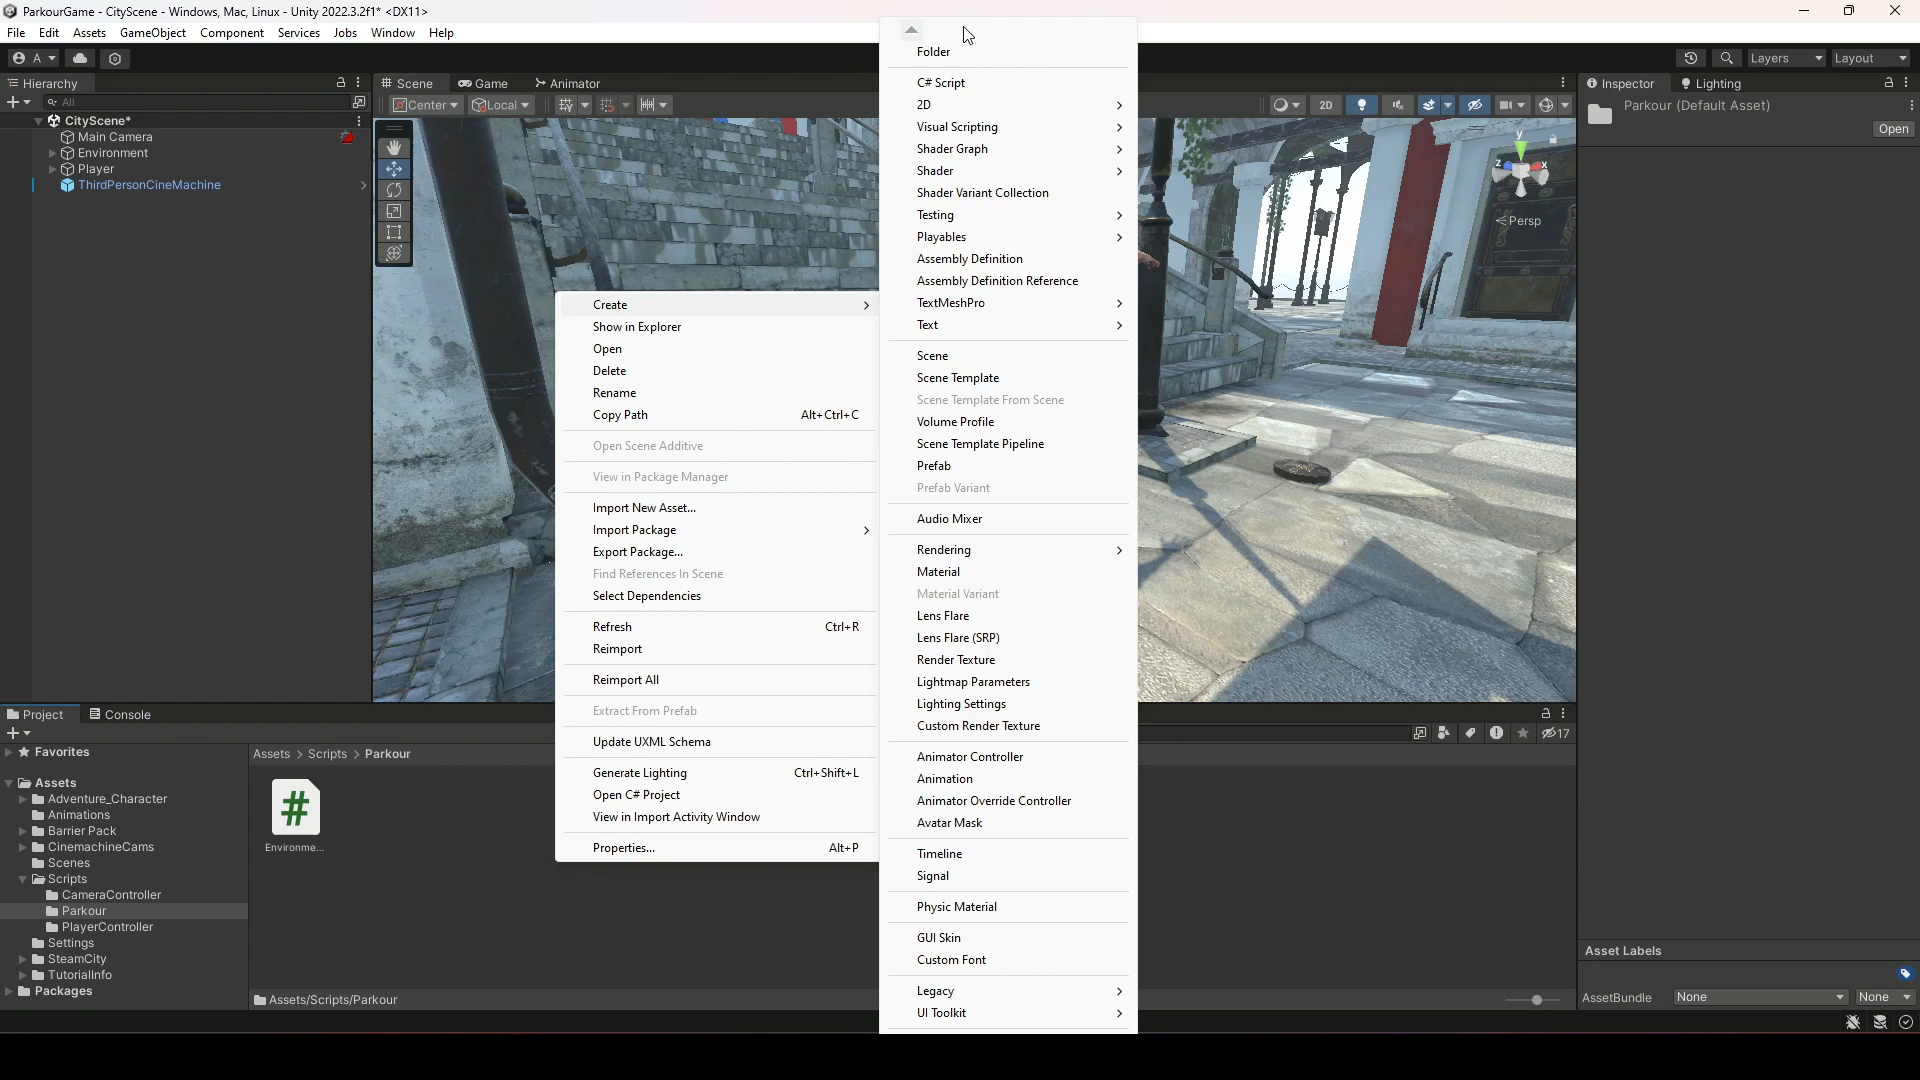 ParkourGame - CityScene - Windows, Mac, Linux - Unity 2022.3.2f1* <DX11>
File Edit Assets GameObject Component Services Jobs Window Help
A Layers Layout
Hierarchy Scene Game Animator Inspector Lighting
All Center Local 2D Parkour (Default Asset)
Open
CityScene*
Main Camera
Environment
Player
ThirdPersonCineMachine
y
z x
Persp
Create
Show in Explorer
Open
Delete
Rename
Copy Path Alt+Ctrl+C
Open Scene Additive
View in Package Manager
Import New Asset...
Import Package
Export Package...
Find References In Scene
Select Dependencies
Refresh Ctrl+R
Reimport
Reimport All
Extract From Prefab
Update UXML Schema
Generate Lighting Ctrl+Shift+L
Open C# Project
View in Import Activity Window
Properties... Alt+P
Folder
C# Script
2D
Visual Scripting
Shader Graph
Shader
Shader Variant Collection
Testing
Playables
Assembly Definition
Assembly Definition Reference
TextMeshPro
Text
Scene
Scene Template
Scene Template From Scene
Volume Profile
Scene Template Pipeline
Prefab
Prefab Variant
Audio Mixer
Rendering
Material
Material Variant
Lens Flare
Lens Flare (SRP)
Render Texture
Lightmap Parameters
Lighting Settings
Custom Render Texture
Animator Controller
Animation
Animator Override Controller
Avatar Mask
Timeline
Signal
Physic Material
GUI Skin
Custom Font
Legacy
UI Toolkit
Project Console
17
Favorites
Assets
Adventure_Character
Animations
Barrier Pack
CinemachineCams
Scenes
Scripts
CameraController
Parkour
PlayerController
Settings
SteamCity
TutorialInfo
Packages
Assets > Scripts > Parkour
#
Environme...
Assets/Scripts/Parkour
Asset Labels
AssetBundle None None